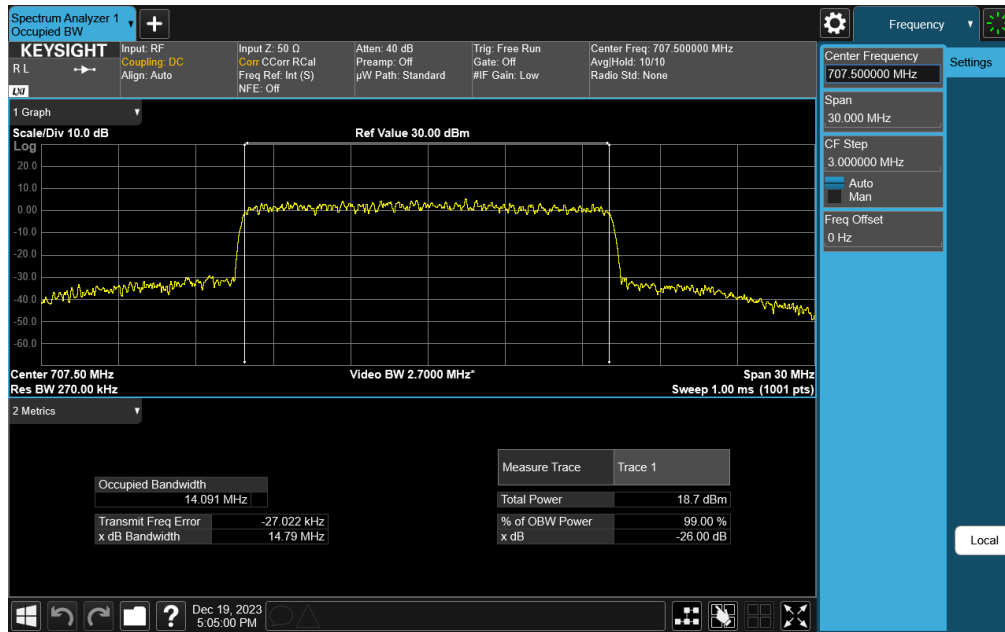 Spectrum Analyzer 1
Occupied BW
Frequency
KEYSIGHT
R L
LXI
Input: RF
Coupling: DC
Align: Auto
Input Z: 50 Ω
Corr CCorr RCal
Freq Ref: Int (S)
NFE: Off
Atten: 40 dB
Preamp: Off
µW Path: Standard
Trig: Free Run
Gate: Off
#IF Gain: Low
Center Freq: 707.500000 MHz
Avg|Hold: 10/10
Radio Std: None
Center Frequency
707.500000 MHz
Settings
Span
30.000 MHz
CF Step
3.000000 MHz
Auto
Man
Freq Offset
0 Hz
Local
1 Graph
Scale/Div 10.0 dB
Ref Value 30.00 dBm
Log
20.0
10.0
0.00
-10.0
-20.0
-30.0
-40.0
-50.0
-60.0
Center 707.50 MHz
Video BW 2.7000 MHz*
Span 30 MHz
Res BW 270.00 kHz
Sweep 1.00 ms (1001 pts)
2 Metrics
Occupied Bandwidth
14.091 MHz
Transmit Freq Error -27.022 kHz
x dB Bandwidth 14.79 MHz
Measure Trace Trace 1
Total Power 18.7 dBm
% of OBW Power 99.00 %
x dB -26.00 dB
?
Dec 19, 2023
5:05:00 PM